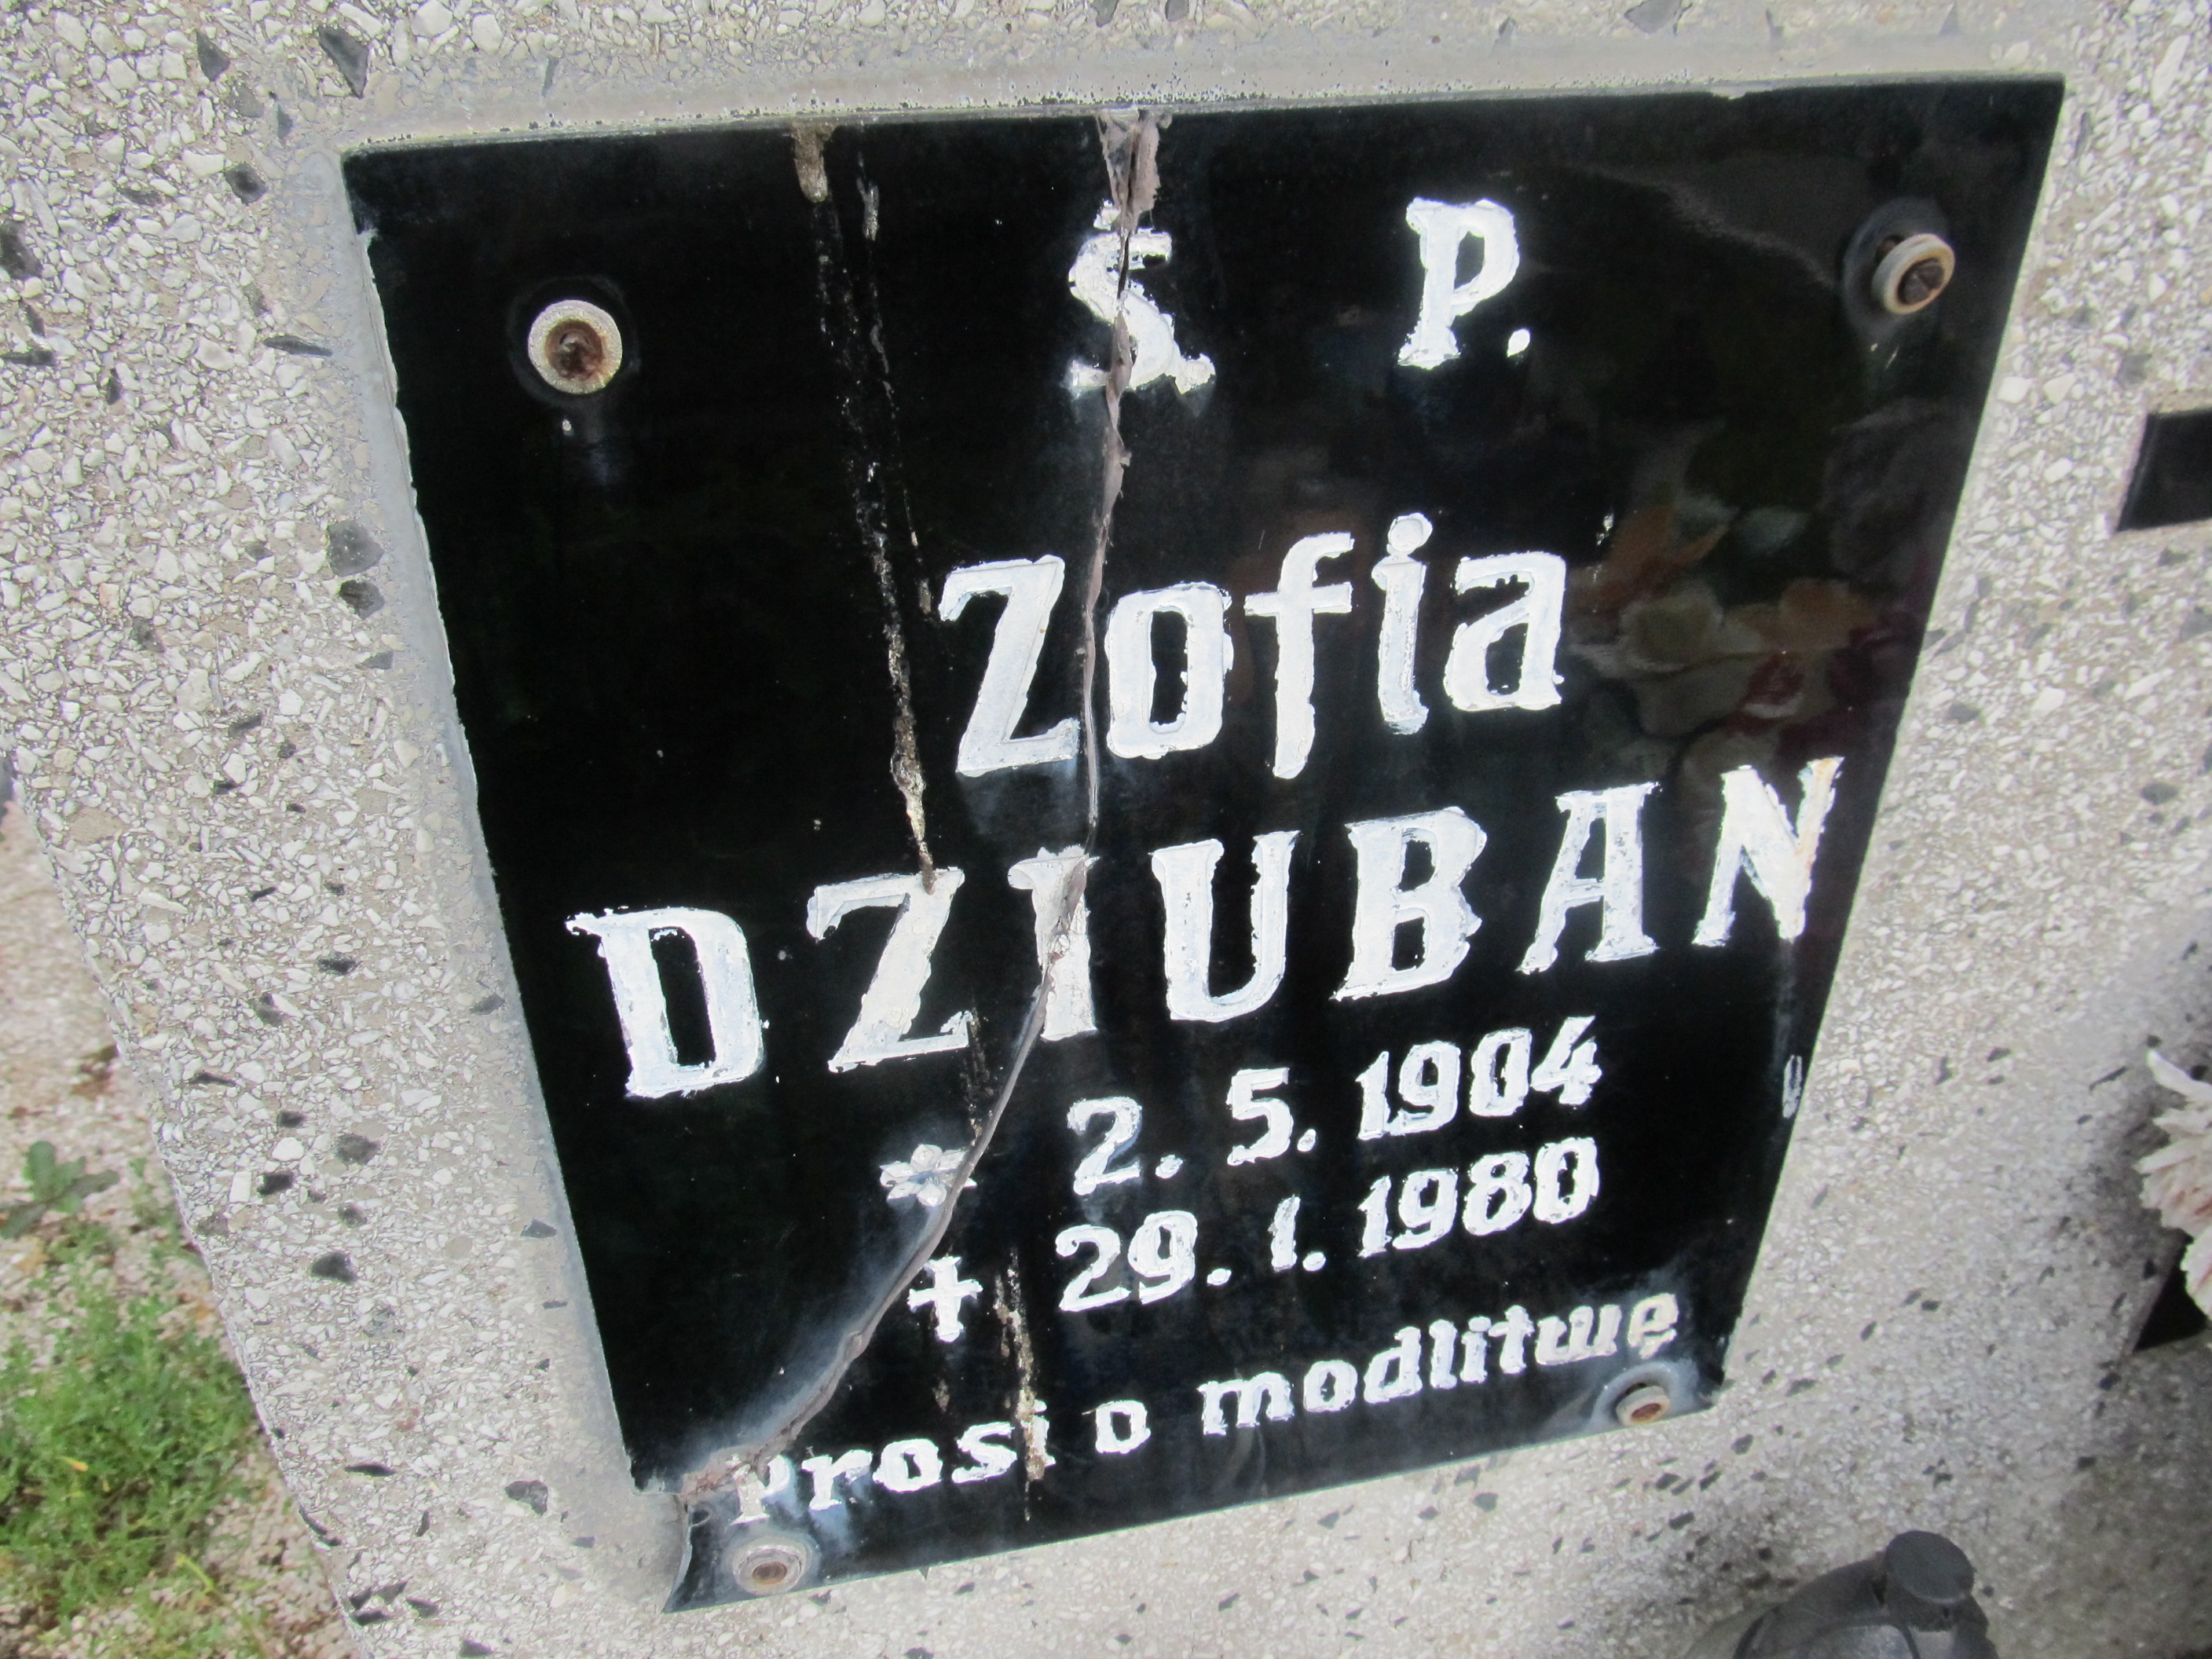 Ś. P.
Zofia
DZIUBAN
* 2. 5. 1904
+ 29. 1. 1980
Prosi o modlitwę